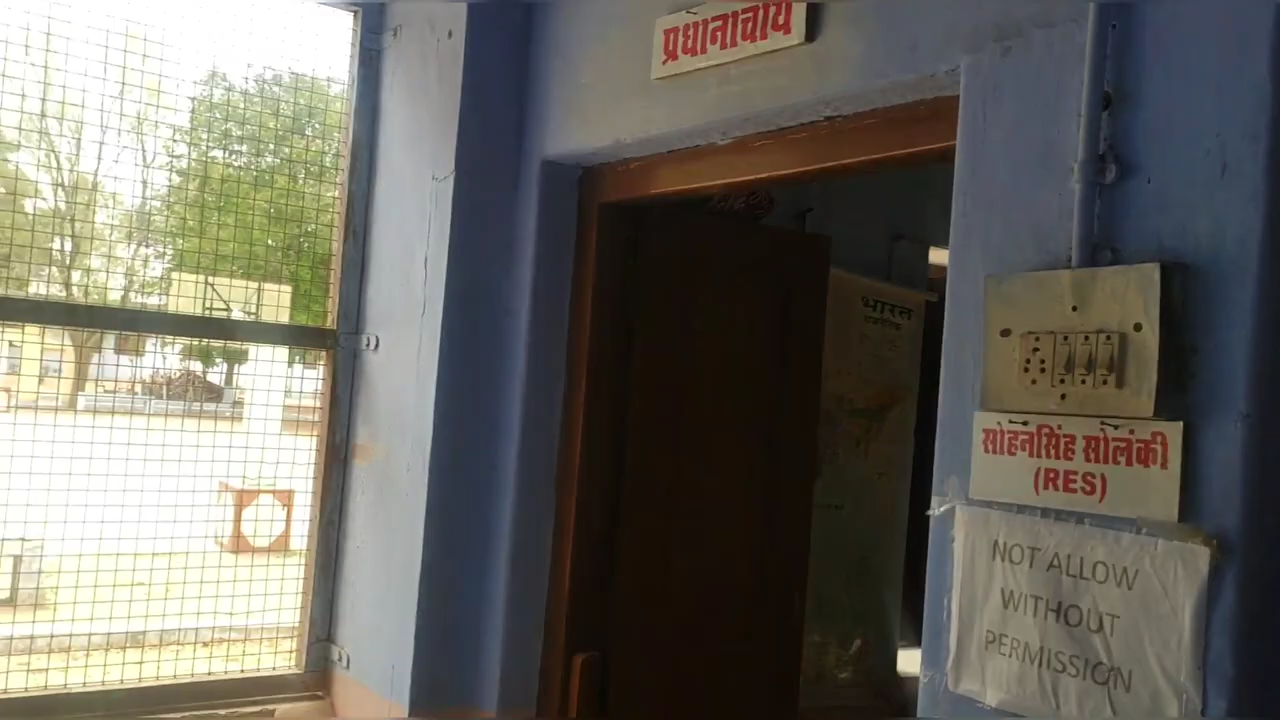 प्रधानाचार्य
भारत
सोहनसिंह सोलंकी
(RES)
NOT ALLOW
WITHOUT
PERMISSION